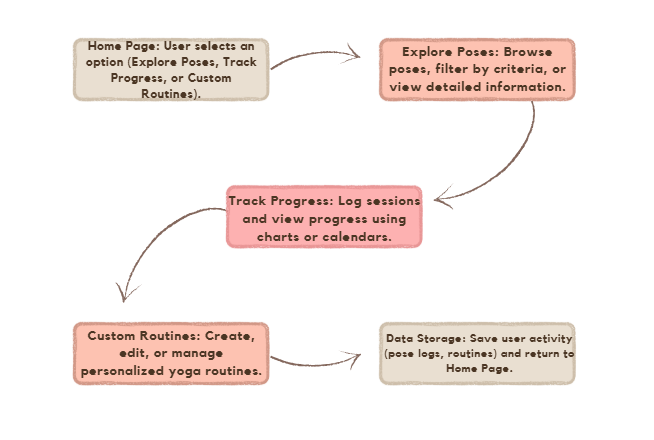 Home Page: User selects an
option (Explore Poses, Track
Progress, or Custom
Routines).
Explore Poses: Browse
poses, filter by criteria, or
view detailed information.
Track Progress: Log sessions
and view progress using
charts or calendars.
Custom Routines: Create,
edit, or manage
personalized yoga routines.
Data Storage: Save user activity
(pose logs, routines) and return to
Home Page.